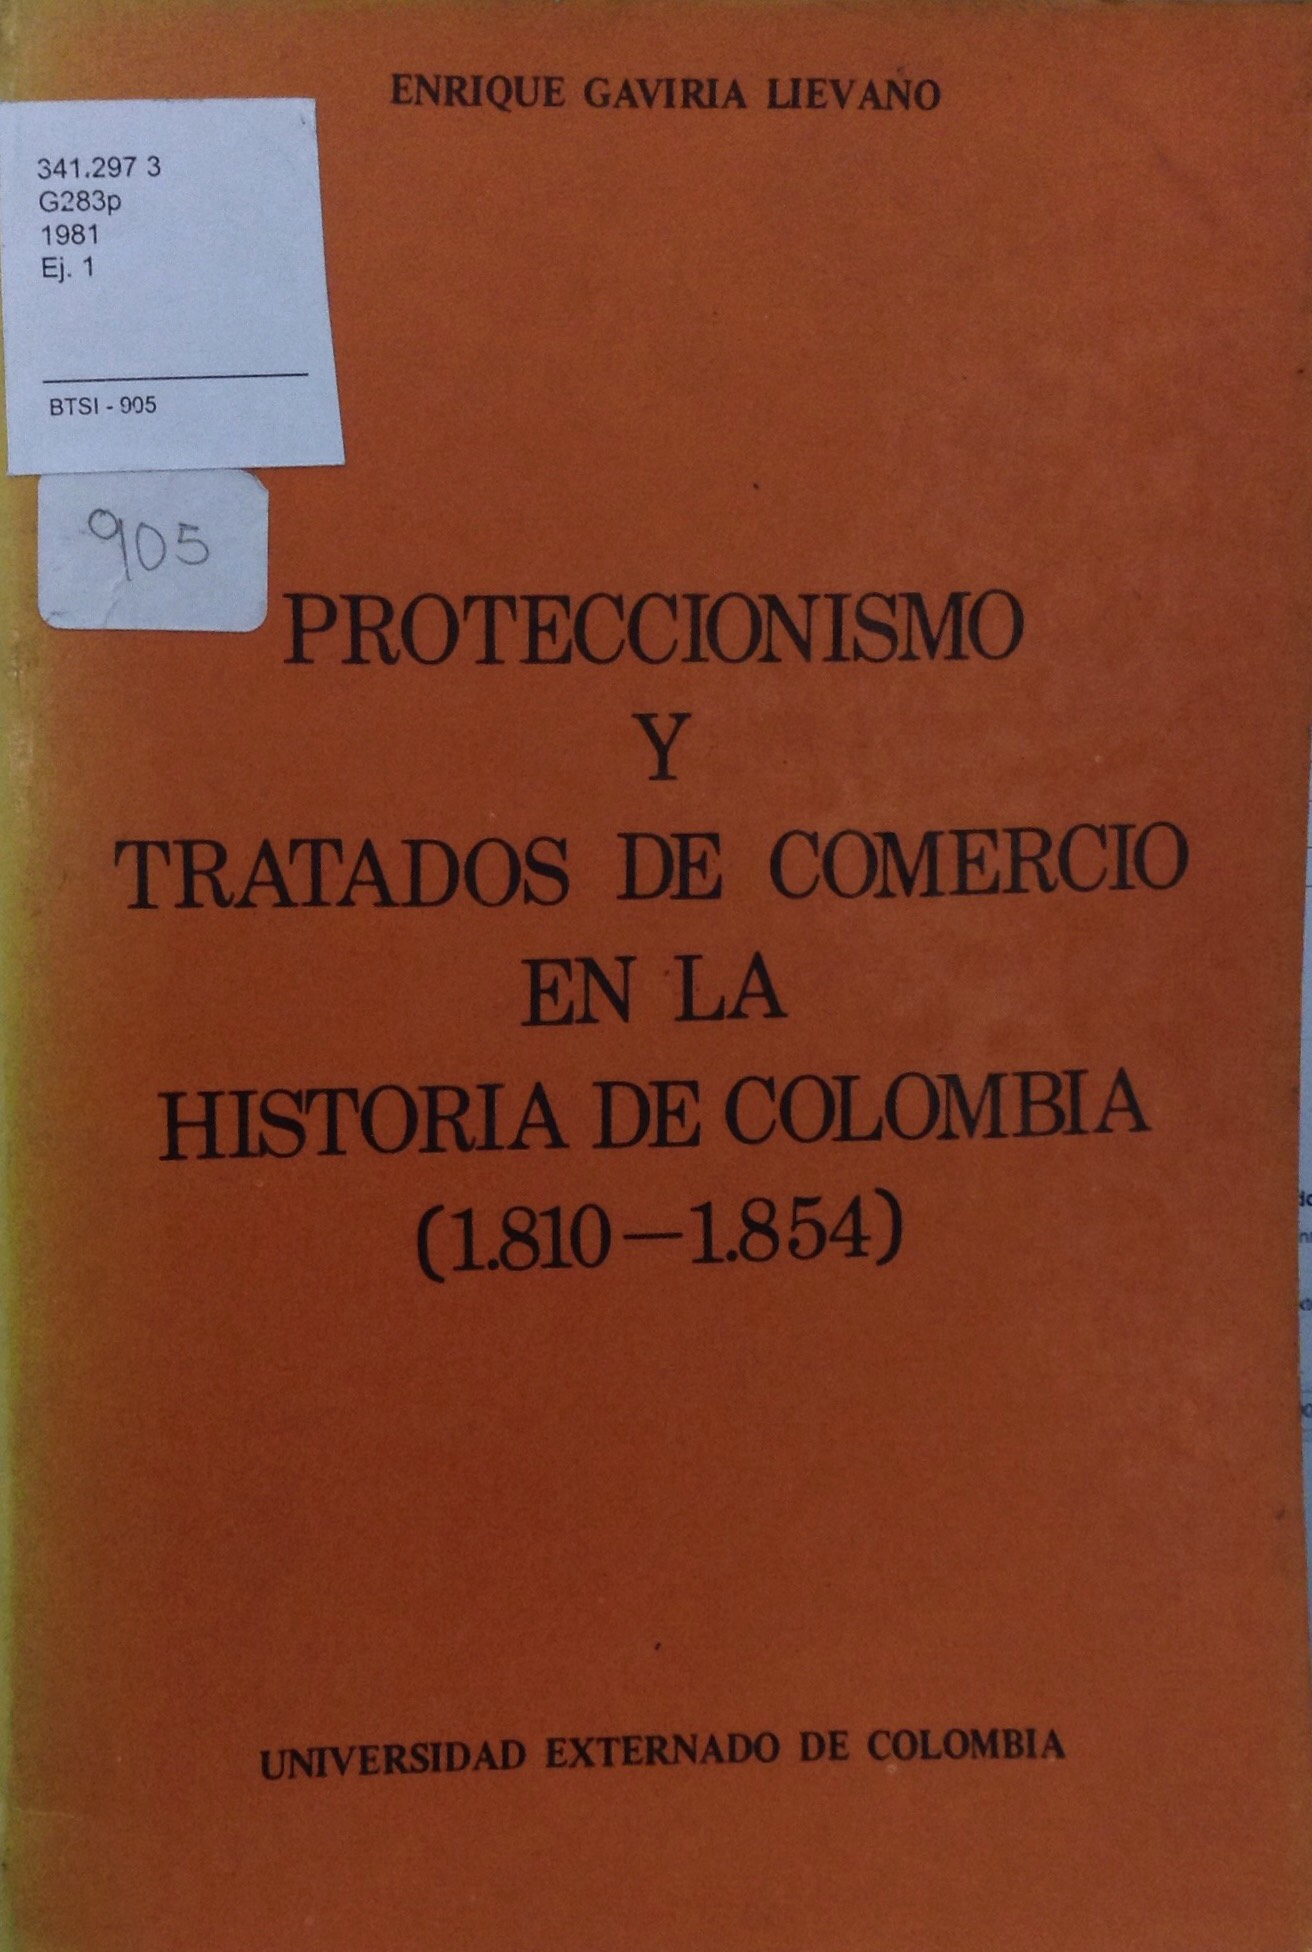 ENRIQUE GAVIRIA LIEVANO
341.297 3
G283p
1981
Ej. 1
BTSI - 905
905
PROTECCIONISMO
Y
TRATADOS DE COMERCIO
EN LA
HISTORIA DE COLOMBIA
(1.810—1.854)
UNIVERSIDAD EXTERNADO DE COLOMBIA